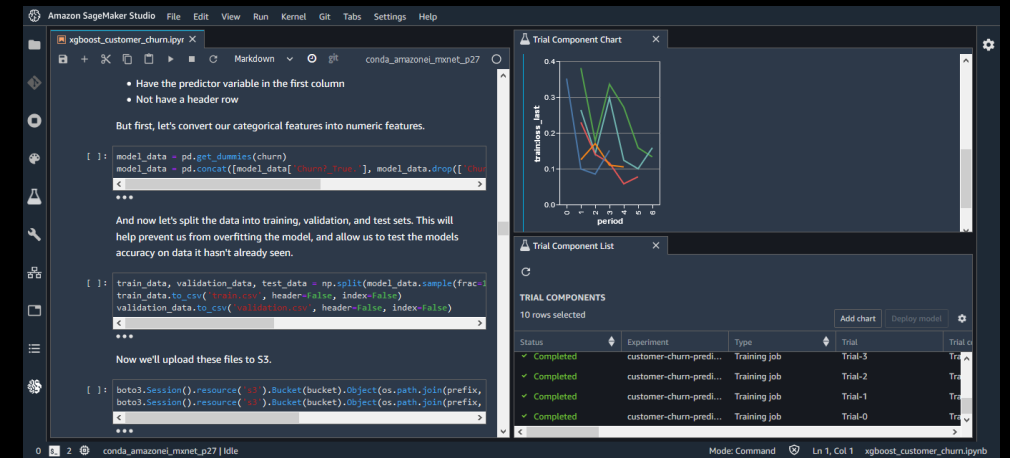 Amazon SageMaker Studio File Edit View Run Kernel Git Tabs Settings Help
xgboost_customer_churn.ipyr
Markdown git conda_amazonei_mxnet_p27
• Have the predictor variable in the first column
• Not have a header row
But first, let's convert our categorical features into numeric features.
[ ]: model_data = pd.get_dummies(churn)
model_data = pd.concat([model_data['Churn?_True.'], model_data.drop(['Chu
And now let's split the data into training, validation, and test sets. This will
help prevent us from overfitting the model, and allow us to test the models
accuracy on data it hasn't already seen.
[ ]: train_data, validation_data, test_data = np.split(model_data.sample(frac=1
train_data.to_csv('train.csv', header=False, index=False)
validation_data.to_csv('validation.csv', header=False, index=False)
Now we'll upload these files to S3.
[ ]: boto3.Session().resource('s3').Bucket(bucket).Object(os.path.join(prefix,
boto3.Session().resource('s3').Bucket(bucket).Object(os.path.join(prefix,
Trial Component Chart
0.4
0.3
0.2
0.1
0.0
train:loss_last
0 1 2 3 4 5 6
period
Trial Component List
TRIAL COMPONENTS
10 rows selected
Add chart Deploy model
Status Experiment Type Trial Trial co
Completed customer-churn-predi... Training job Trial-3 Tra
Completed customer-churn-predi... Training job Trial-2 Tra
Completed customer-churn-predi... Training job Trial-1 Tra
Completed customer-churn-predi... Training job Trial-0 Tra
0 2 conda_amazonei_mxnet_p27 | Idle Mode: Command Ln 1, Col 1 xgboost_customer_churn.ipynb